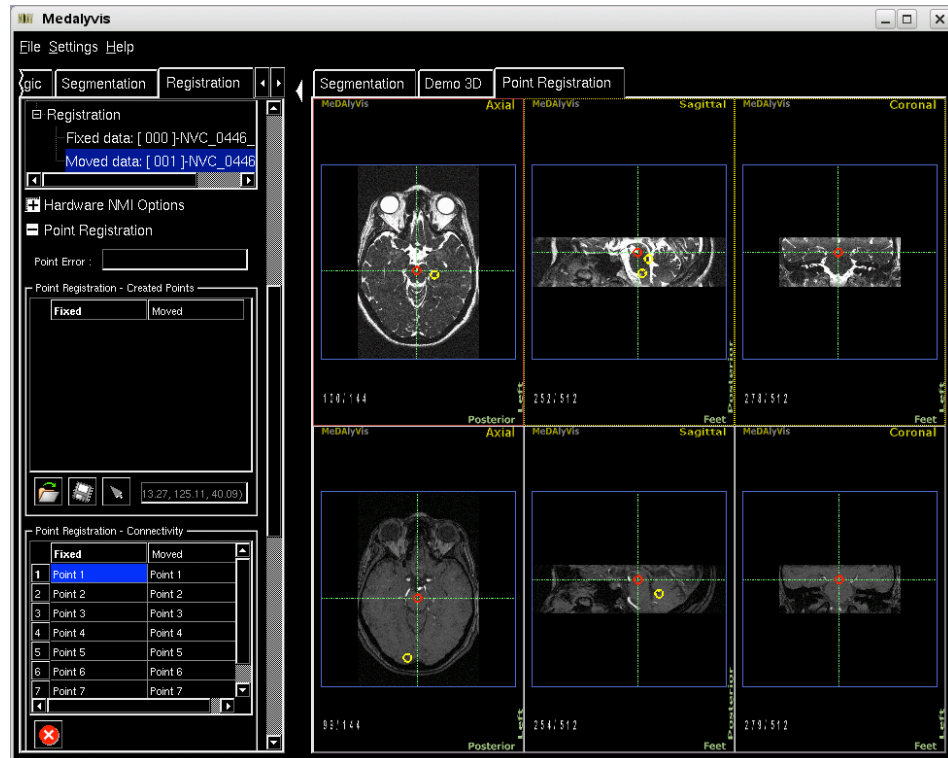 Medalyvis
File Settings Help
gic Segmentation Registration
Registration
Fixed data: [ 000 ]-NVC_0446_
Moved data: [ 001 ]-NVC_0446
Hardware NMI Options
Point Registration
Point Error :
Point Registration - Created Points
Fixed Moved
13.27, 125.11, 40.09)
Point Registration - Connectivity
Fixed Moved
1 Point 1 Point 1
2 Point 2 Point 2
3 Point 3 Point 3
4 Point 4 Point 4
5 Point 5 Point 5
6 Point 6 Point 6
7 Point 7 Point 7
Segmentation Demo 3D Point Registration
MeDAlyVis Axial
120/144
Left
Posterior
MeDAlyVis Sagittal
252/512
Posterior
Feet
MeDAlyVis Coronal
278/512
Left
Feet
MeDAlyVis Axial
93/144
Left
Posterior
MeDAlyVis Sagittal
254/512
Posterior
Feet
MeDAlyVis Coronal
279/512
Left
Feet